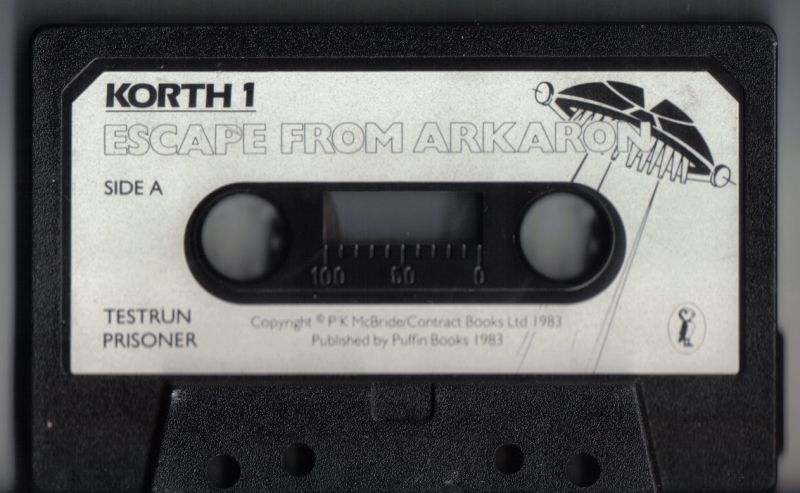 KORTH 1
ESCAPE FROM ARKARON
SIDE A
100 50 0
TESTRUN
PRISONER
Copyright © P K McBride/Contract Books Ltd 1983
Published by Puffin Books 1983